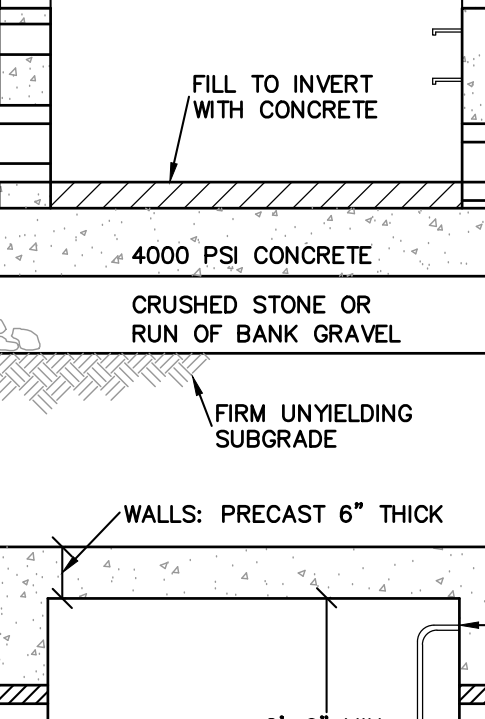 FILL TO INVERT
WITH CONCRETE
4000 PSI CONCRETE
CRUSHED STONE OR
RUN OF BANK GRAVEL
FIRM UNYIELDING
SUBGRADE
WALLS: PRECAST 6" THICK